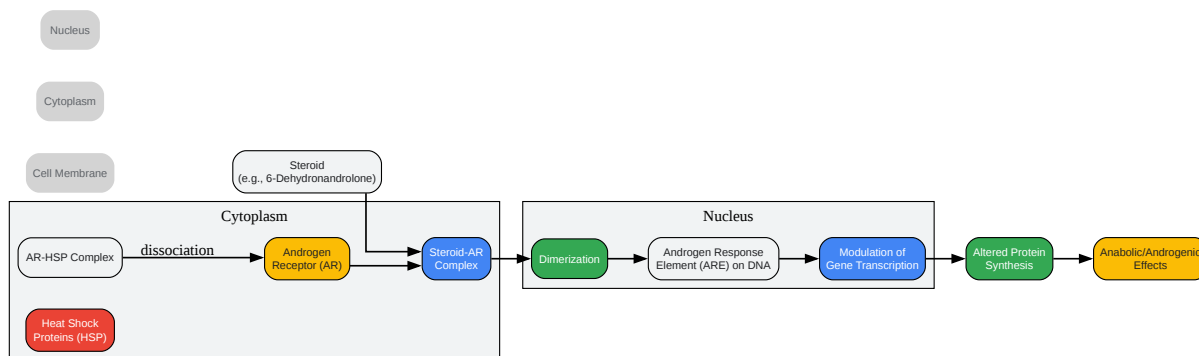 Nucleus
Cytoplasm
Cell Membrane
Steroid
(e.g., 6-Dehydronandrolone)
Cytoplasm
Nucleus
AR-HSP Complex
dissociation
Androgen
Receptor (AR)
Steroid-AR
Complex
Dimerization
Androgen Response
Element (ARE) on DNA
Modulation of
Gene Transcription
Altered Protein
Synthesis
Anabolic/Androgenic
Effects
Heat Shock
Proteins (HSP)